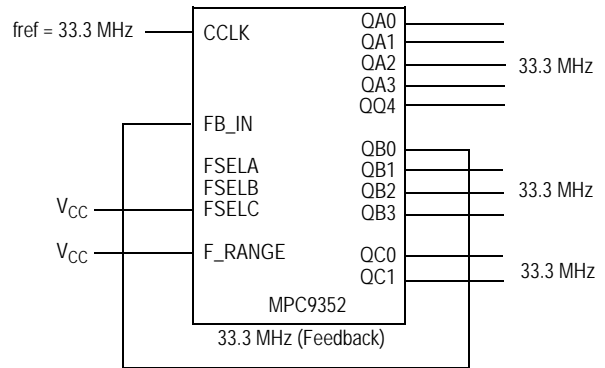 fref = 33.3 MHz
CCLK
QA0
QA1
QA2
QA3
QQ4
33.3 MHz
FB_IN
QB0
QB1
QB2
QB3
33.3 MHz
FSELA
FSELB
VCC
FSELC
VCC
F_RANGE
QC0
QC1
33.3 MHz
MPC9352
33.3 MHz (Feedback)